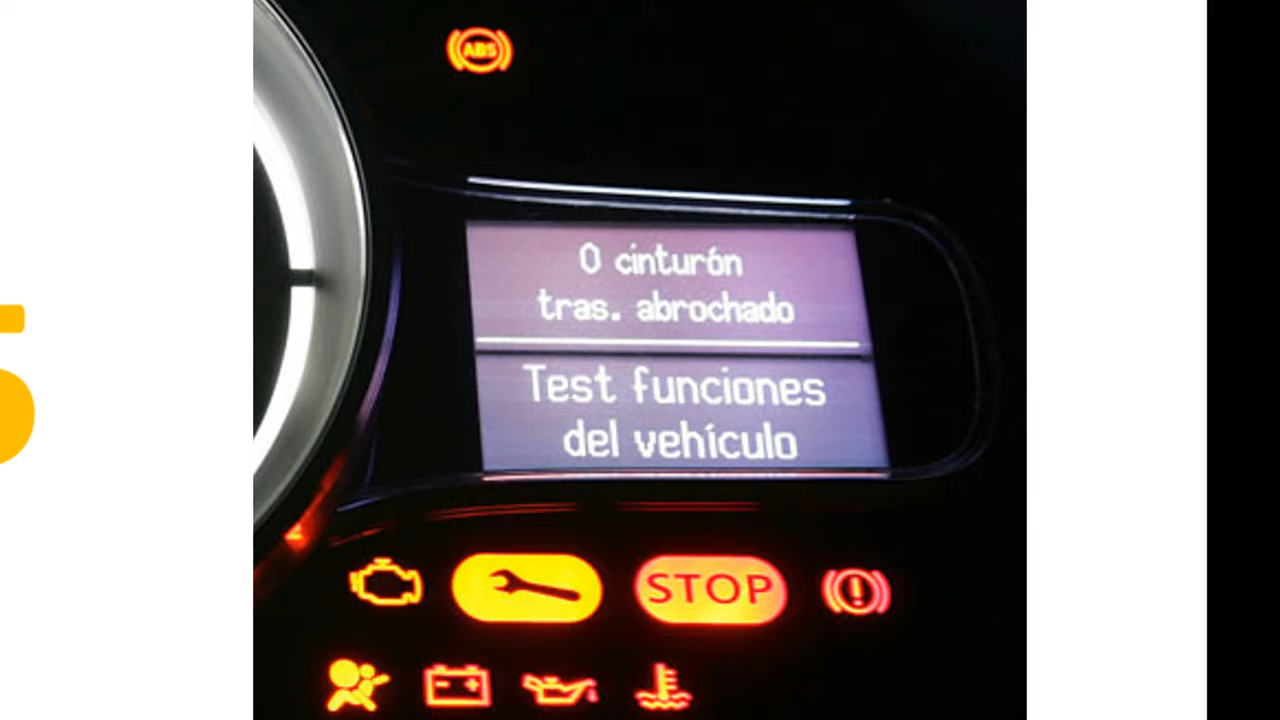 ABS
0 cinturón
tras. abrochado
Test funciones
del vehículo
STOP